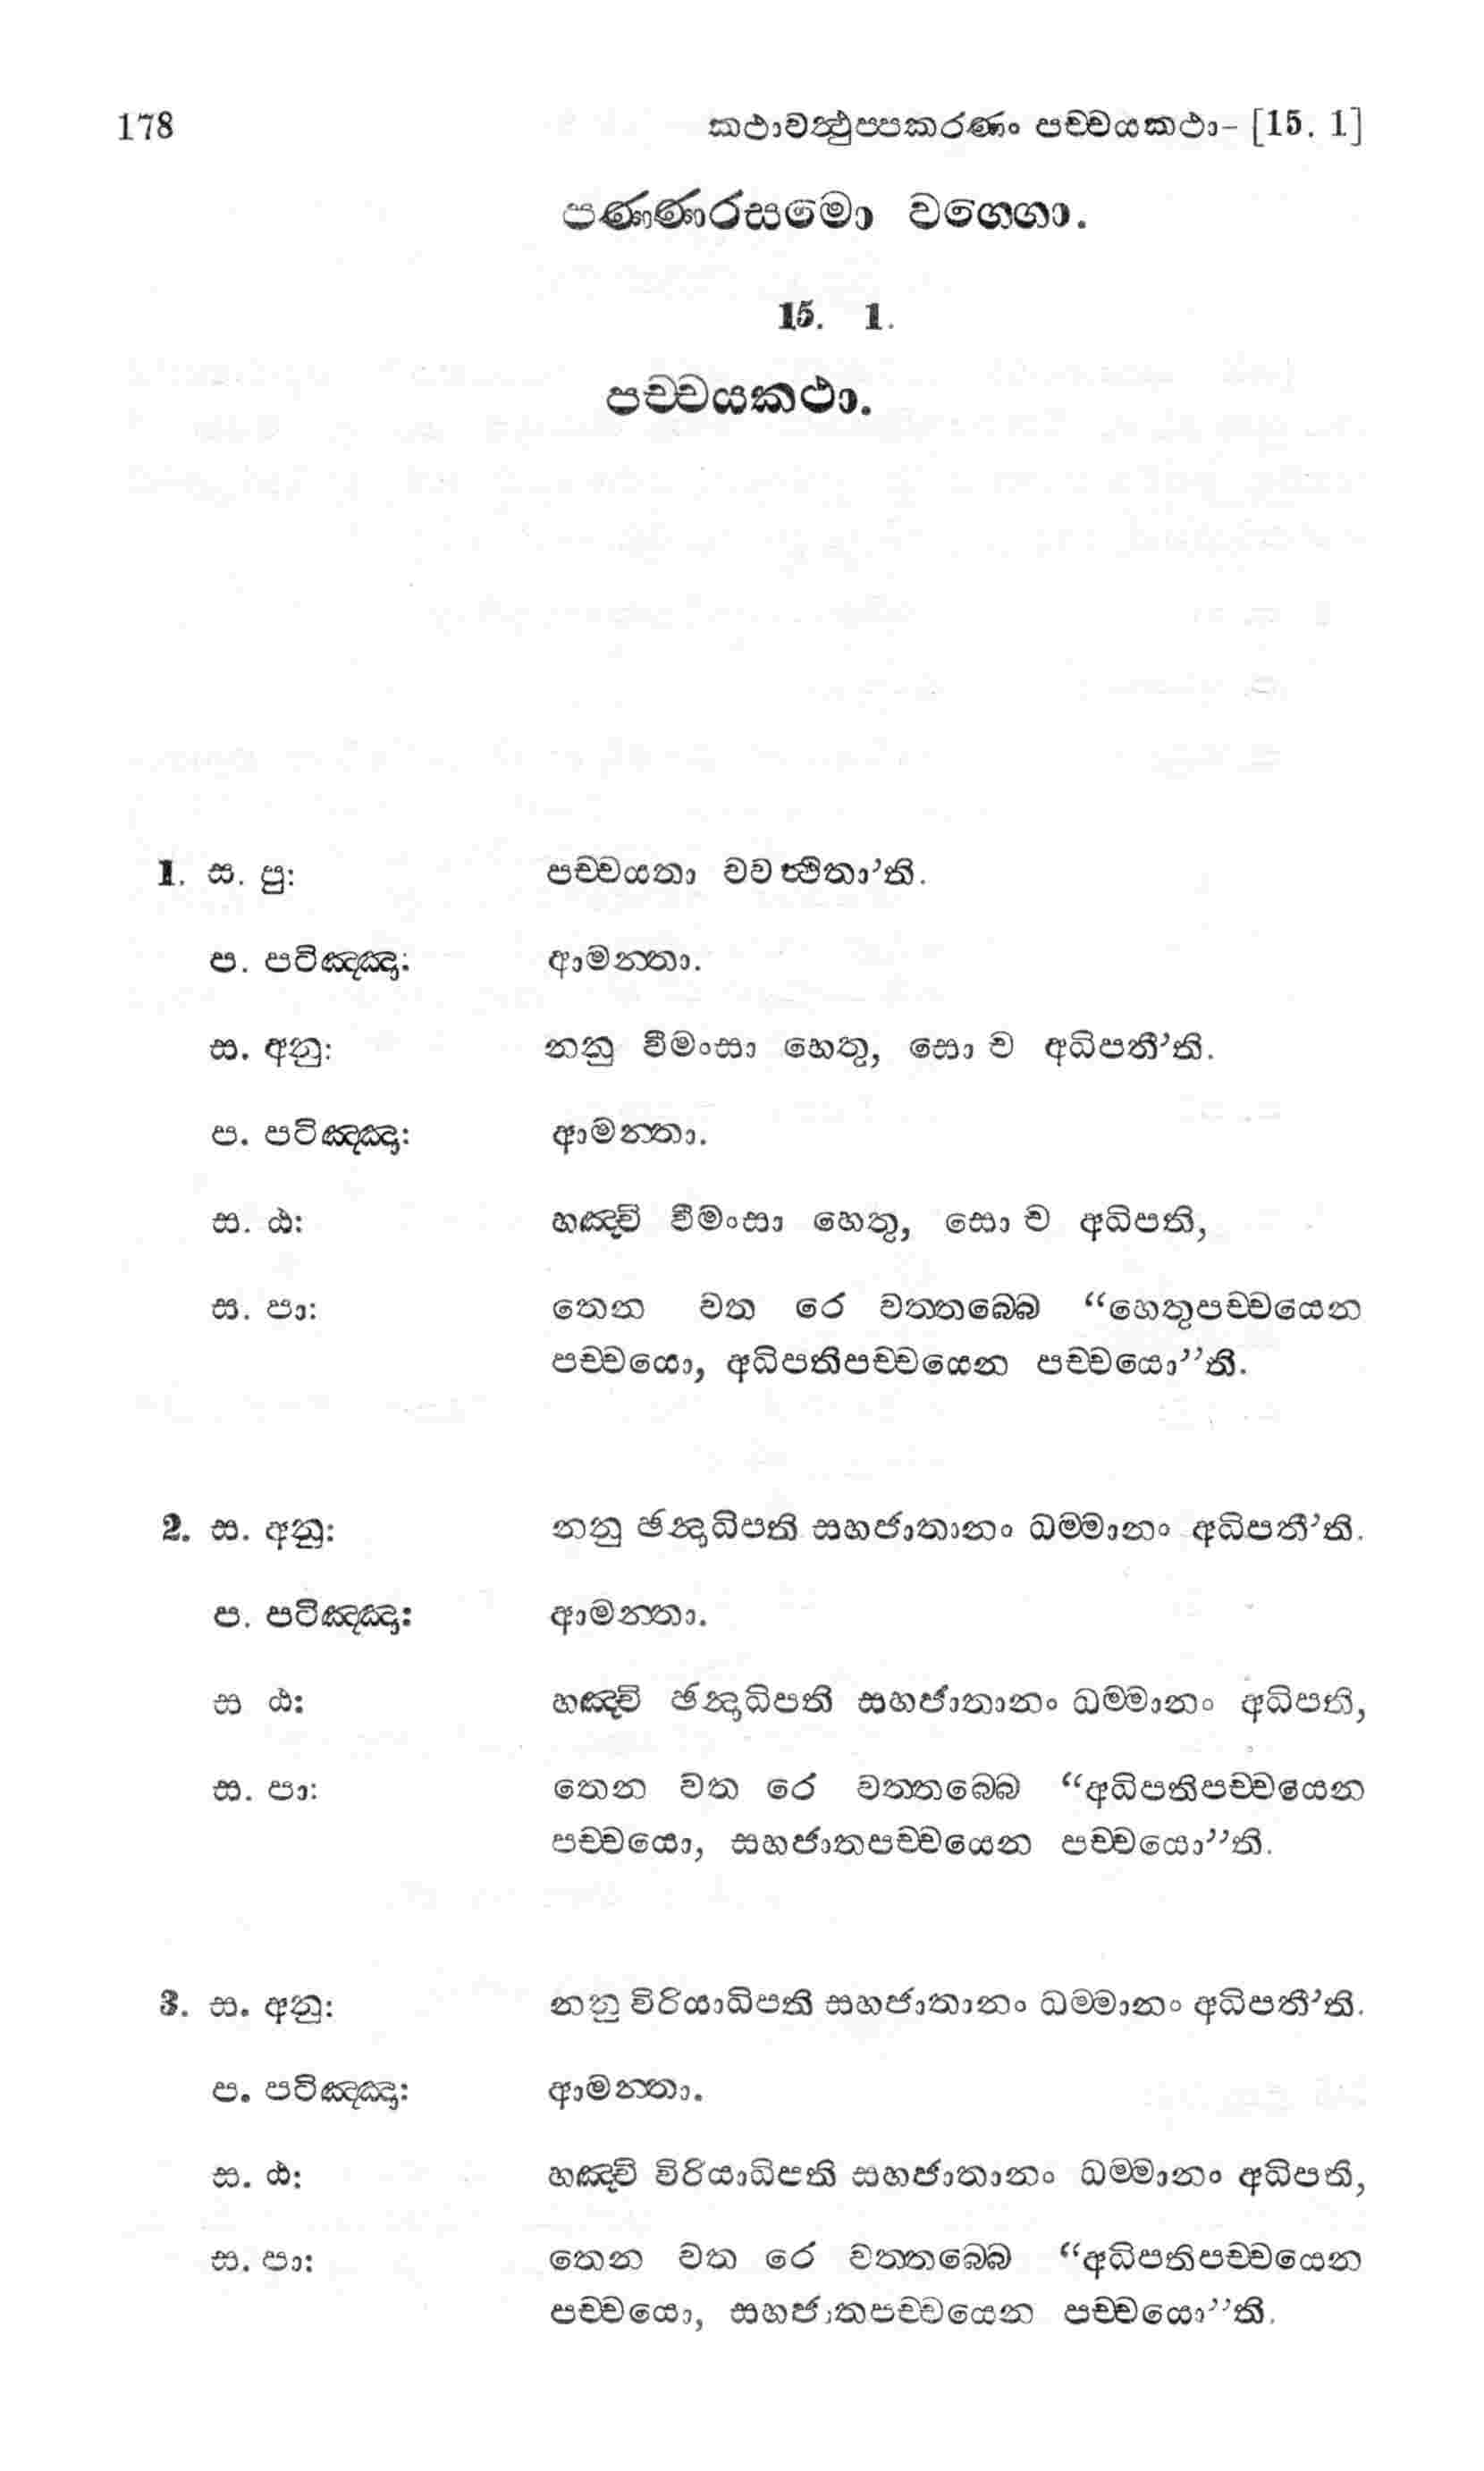 178 කථාවත්‍ථුප්පකරණං පච්චයකථා- [15. 1]
පණ්ණරසමො වග්ගො.
15. 1.
පච්චයකථා.
1. ස. පු: පච්චයතා වවත්‍ථිතා’ති.
ප. පටිඤ්ඤා: ආමන්තා.
ස. අනු: නනු වීමංසා හෙතු, සො ච අධිපතී’ති.
ප. පටිඤ්ඤා: ආමන්තා.
ස. ඨ: හඤ්චි වීමංසා හෙතු, සො ච අධිපති,
ස. පා: තෙන වත රෙ වත්තබ්බෙ “හෙතුපච්චයෙන
පච්චයො, අධිපතිපච්චයෙන පච්චයො”ති.
2. ස. අනු: නනු ඡන්‍දාධිපති සහජාතානං ධම්මානං අධිපතී’ති.
ප. පටිඤ්ඤා: ආමන්තා.
ස ඨ: හඤ්චි ඡන්‍දාධිපති සහජාතානං ධම්මානං අධිපති,
ස. පා: තෙන වත රෙ වත්තබ්බෙ “අධිපතිපච්චයෙන
පච්චයො, සහජාතපච්චයෙන පච්චයො”ති.
3. ස. අනු: නනු විරියාධිපති සහජාතානං ධම්මානං අධිපතී’ති.
ප. පටිඤ්ඤා: ආමන්තා.
ස. ඨ: හඤ්චි විරියාධිපති සහජාතානං ධම්මානං අධිපති,
ස. පා: තෙන වත රෙ වත්තබ්බෙ “අධිපතිපච්චයෙන
පච්චයො, සහජාතපච්චයෙන පච්චයො”ති.